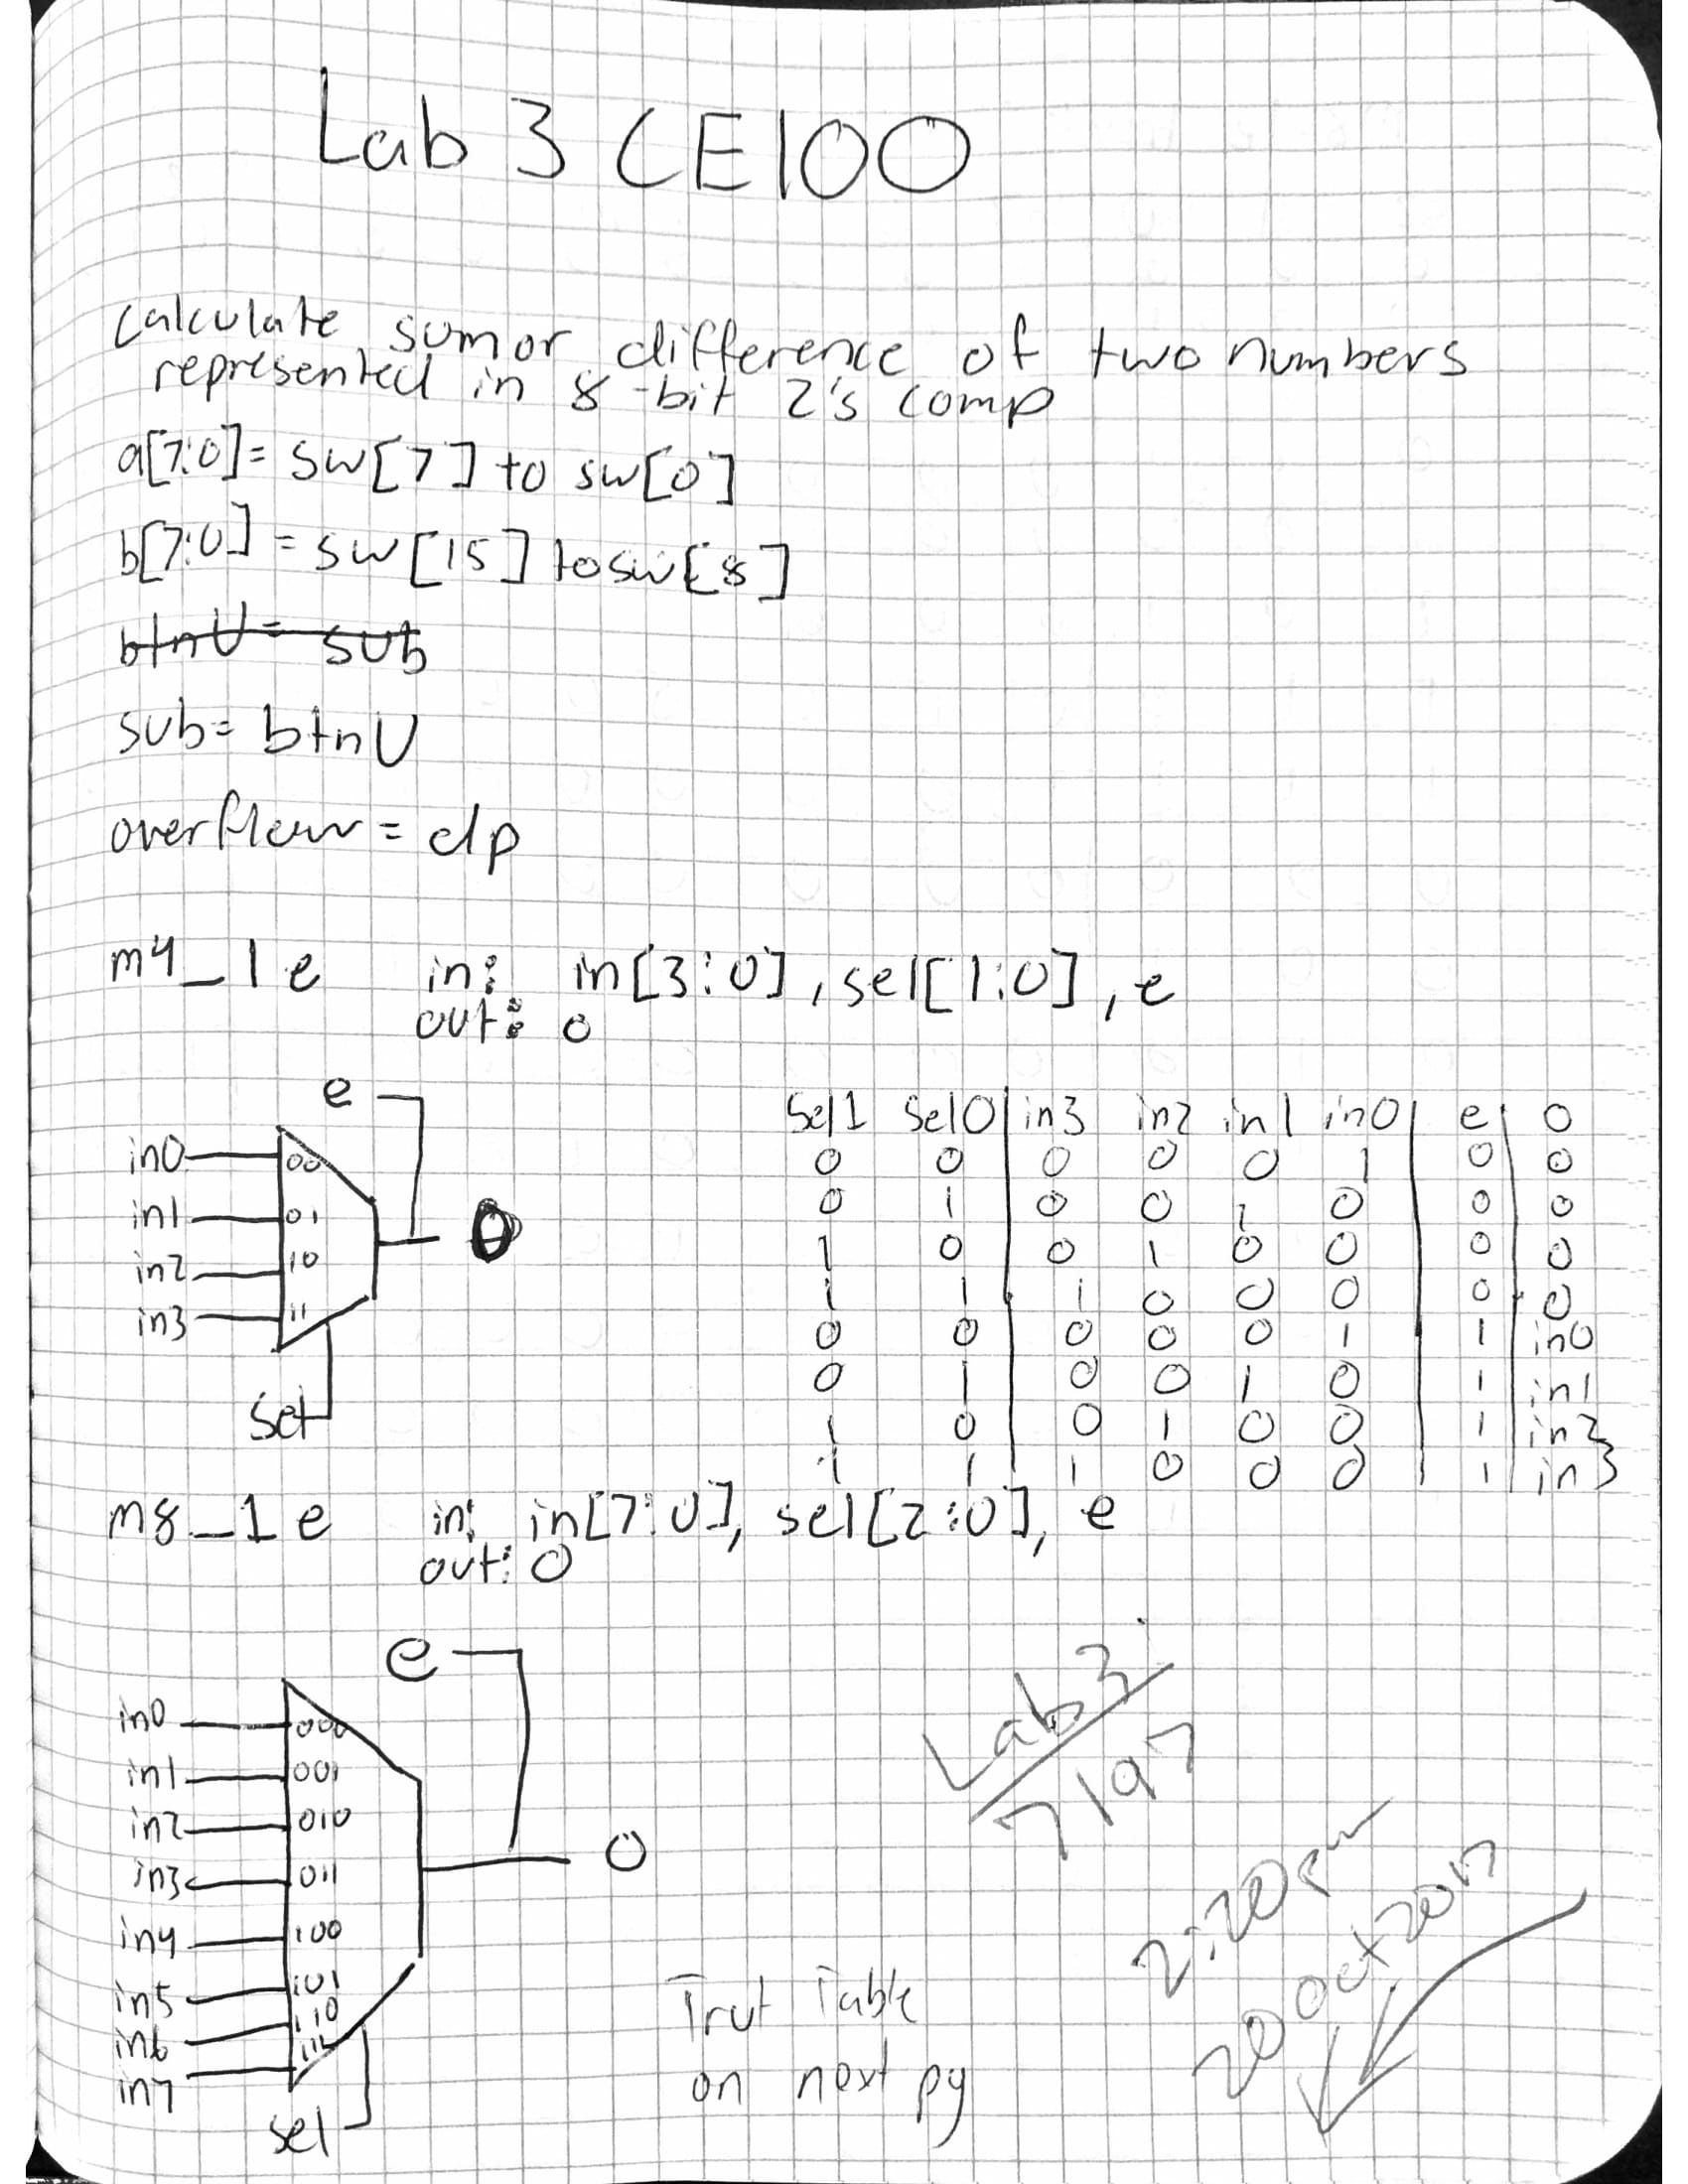 Lab 3 CE100
calculate sum or difference of two numbers
represented in 8-bit 2's comp
a[7:0]= sw[7] to sw[0]
b[7:0] = sw[15] to sw[8]
btnU = sub
sub= btnU
overflow = dp
m4_1e in: in[3:0], sel[1:0], e
out: o
e
in0 00
in1 01
in2 10
in3 11
sel
o
sel1 sel0 in3 in2 in1 in0 e o
0 0 0 0 0 1 0 0
0 1 0 0 1 0 0 0
1 0 0 1 0 0 0 0
1 1 1 0 0 0 0 0
0 0 0 0 0 1 1 in0
0 1 0 0 1 0 1 in1
1 0 0 1 0 0 1 in2
1 1 1 0 0 0 1 in3
m8_1e in: in[7:0], sel[2:0], e
out: o
e
in0 000
in1 001
in2 010
in3 011
in4 100
in5 101
in6 110
in7 111
sel
o
Trut Table
on next pg
Lab 3
7197
2:20pm
20 Oct 2017